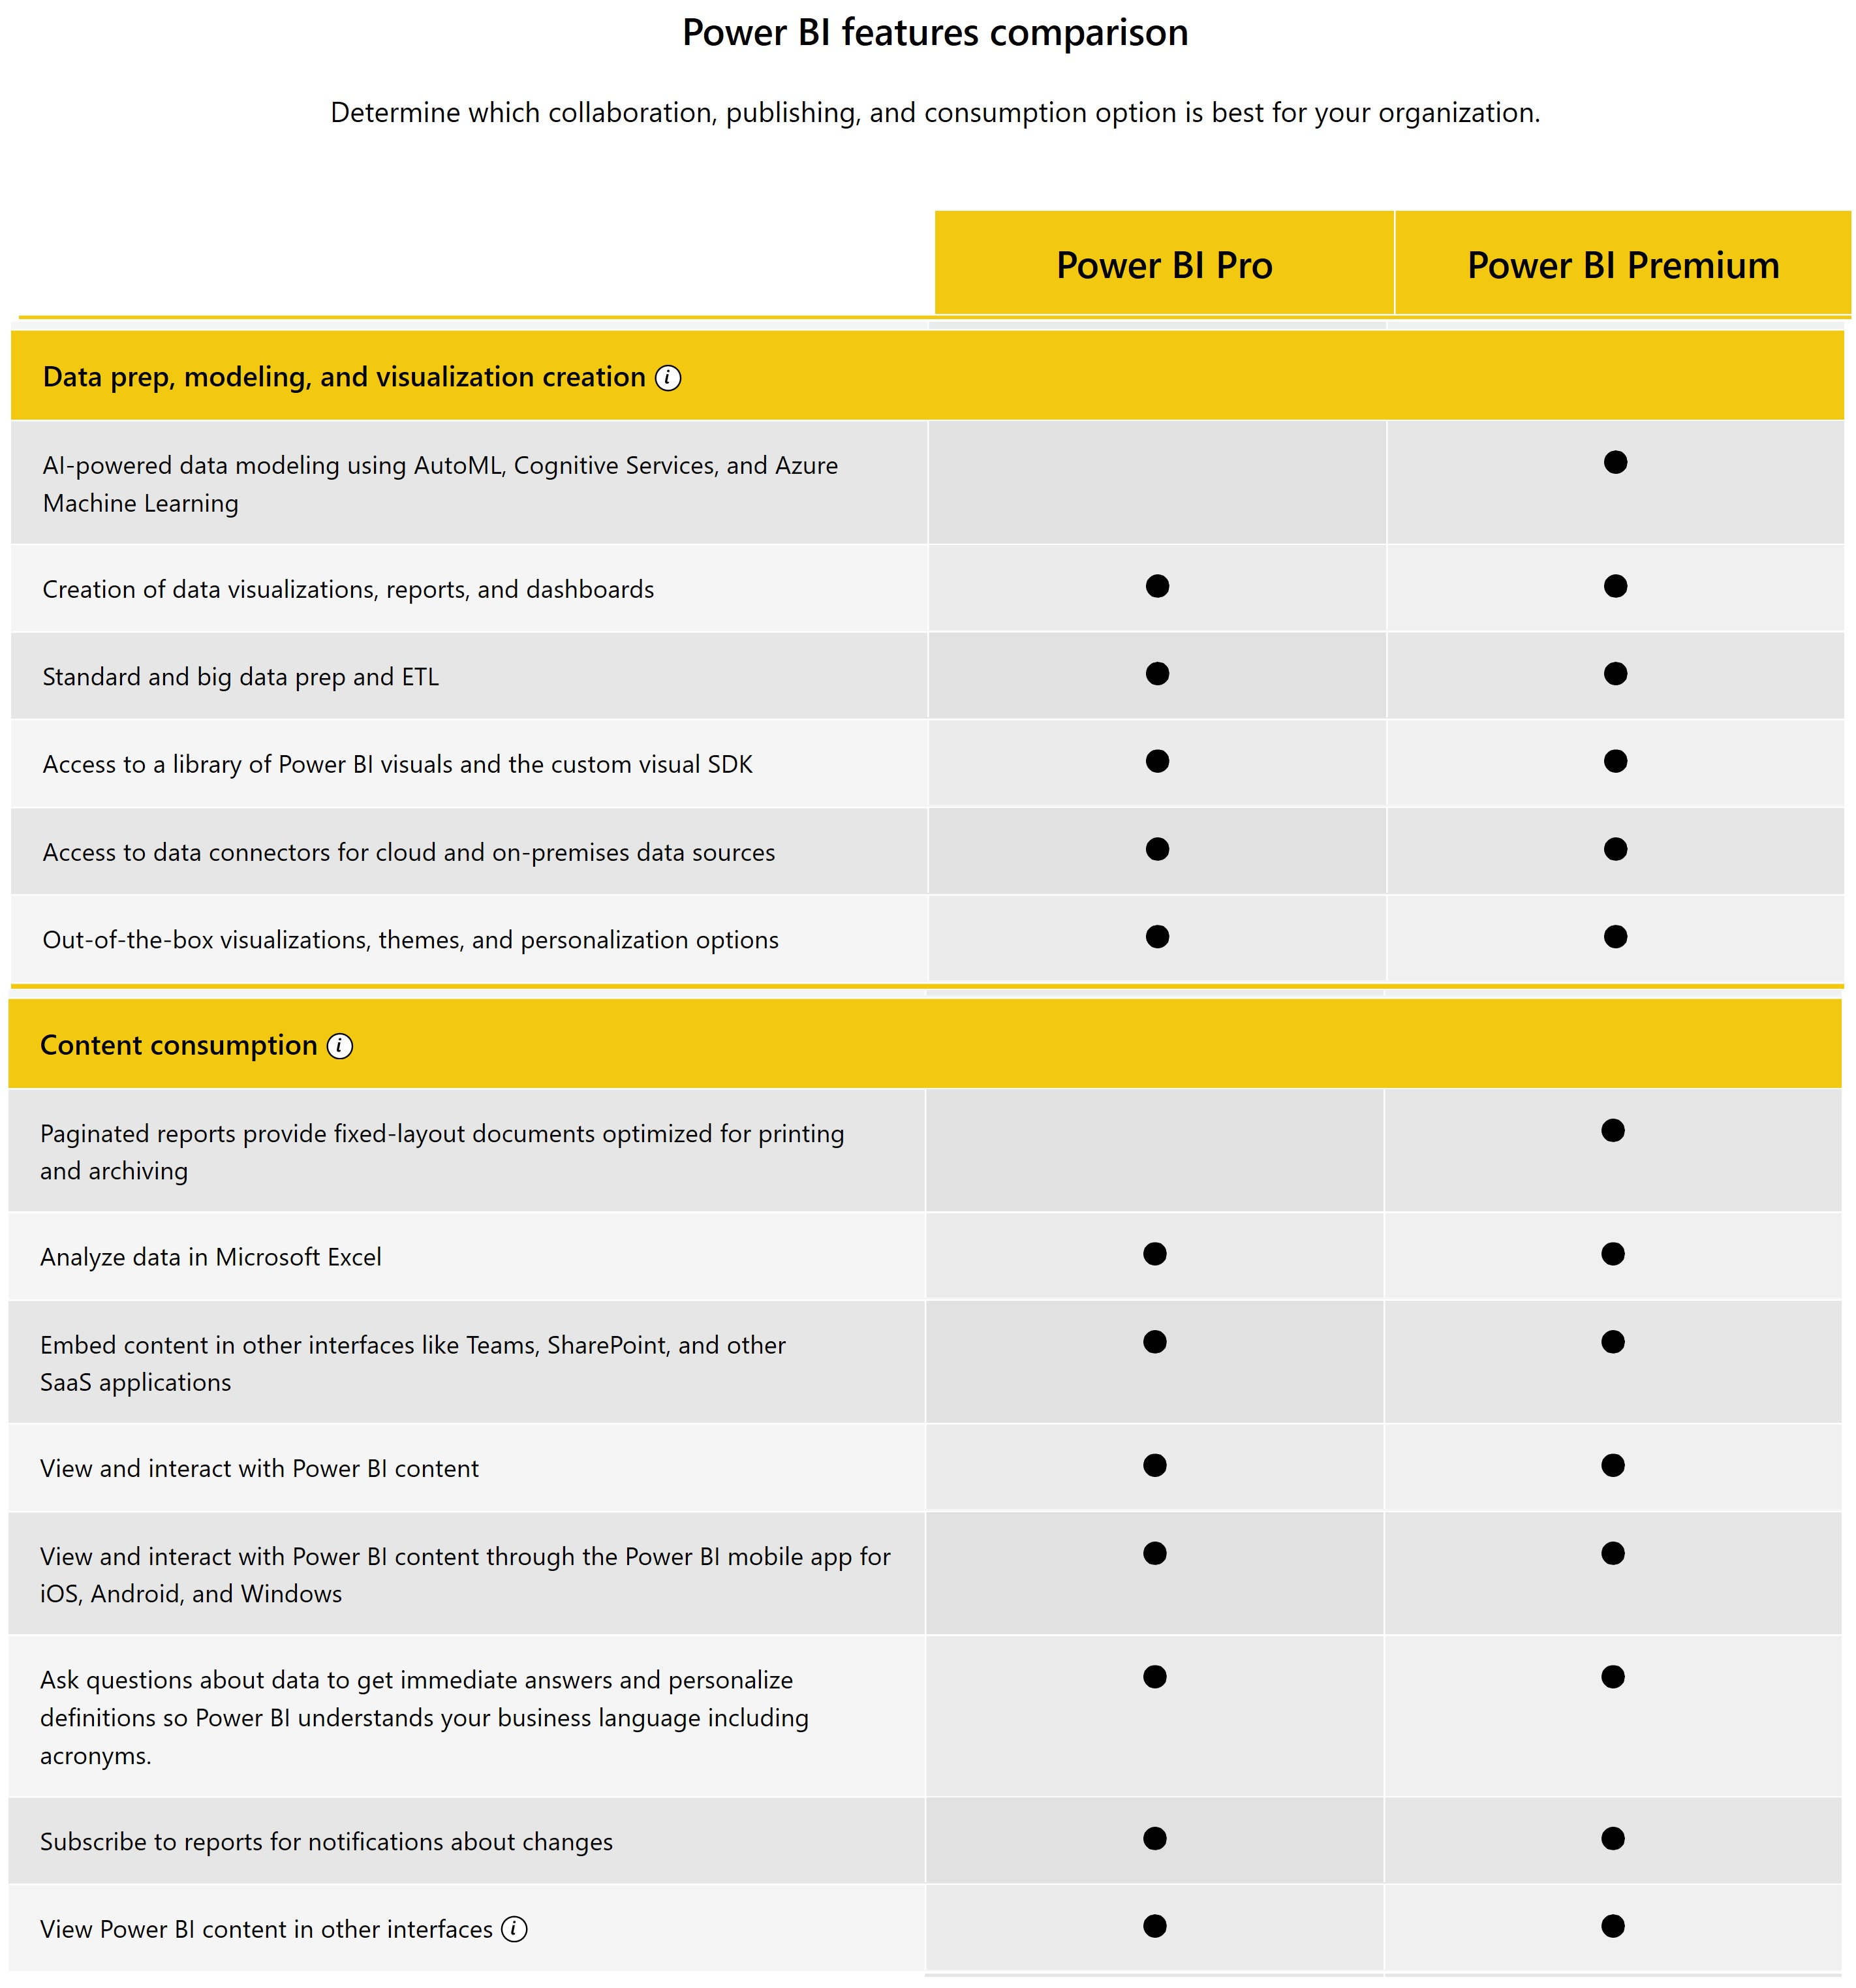 Power BI features comparison
Determine which collaboration, publishing, and consumption option is best for your organization.
Power BI Pro
Power BI Premium
Data prep, modeling, and visualization creation i
AI-powered data modeling using AutoML, Cognitive Services, and Azure
Machine Learning
Creation of data visualizations, reports, and dashboards
Standard and big data prep and ETL
Access to a library of Power BI visuals and the custom visual SDK
Access to data connectors for cloud and on-premises data sources
Out-of-the-box visualizations, themes, and personalization options
Content consumption i
Paginated reports provide fixed-layout documents optimized for printing
and archiving
Analyze data in Microsoft Excel
Embed content in other interfaces like Teams, SharePoint, and other
SaaS applications
View and interact with Power BI content
View and interact with Power BI content through the Power BI mobile app for
iOS, Android, and Windows
Ask questions about data to get immediate answers and personalize
definitions so Power BI understands your business language including
acronyms.
Subscribe to reports for notifications about changes
View Power BI content in other interfaces i